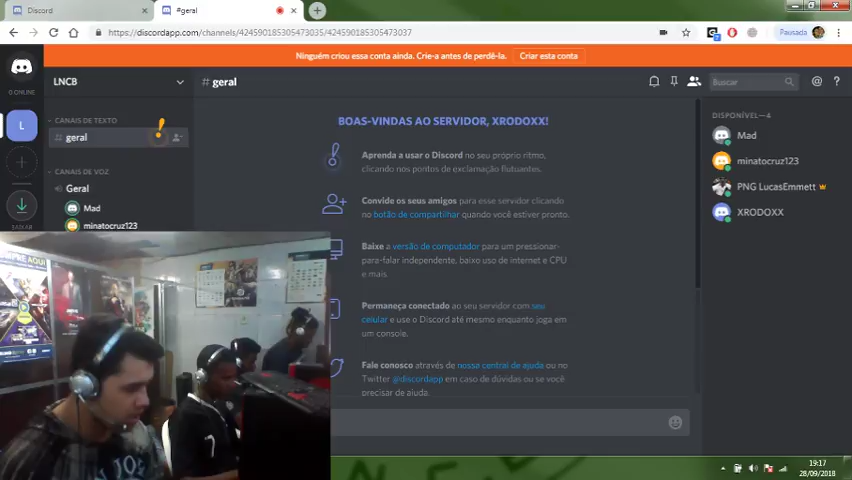 Discord
#geral
https://discordapp.com/channels/424590185305473035/424590185305473037
Pausada
Ninguém criou essa conta ainda. Crie-a antes de perdê-la.
Criar esta conta
0 ONLINE
LNCB
# geral
Buscar
L
CANAIS DE TEXTO
# geral
CANAIS DE VOZ
Geral
Mad
minatocruz123
BAIXAR
BOAS-VINDAS AO SERVIDOR, XRODOXX!
Aprenda a usar o Discord no seu próprio ritmo,
clicando nos pontos de exclamação flutuantes.
Convide os seus amigos para esse servidor clicando
no botão de compartilhar quando você estiver pronto.
Baixe a versão de computador para um pressionar-
para-falar independente, baixo uso de internet e CPU
e mais.
Permaneça conectado ao seu servidor com seu
celular e use o Discord até mesmo enquanto joga em
um console.
Fale conosco através de nossa central de ajuda ou no
Twitter @discordapp em caso de dúvidas ou se você
precisar de ajuda.
DISPONÍVEL—4
Mad
minatocruz123
PNG LucasEmmett
XRODOXX
AQUI
7
19:17
28/09/2018